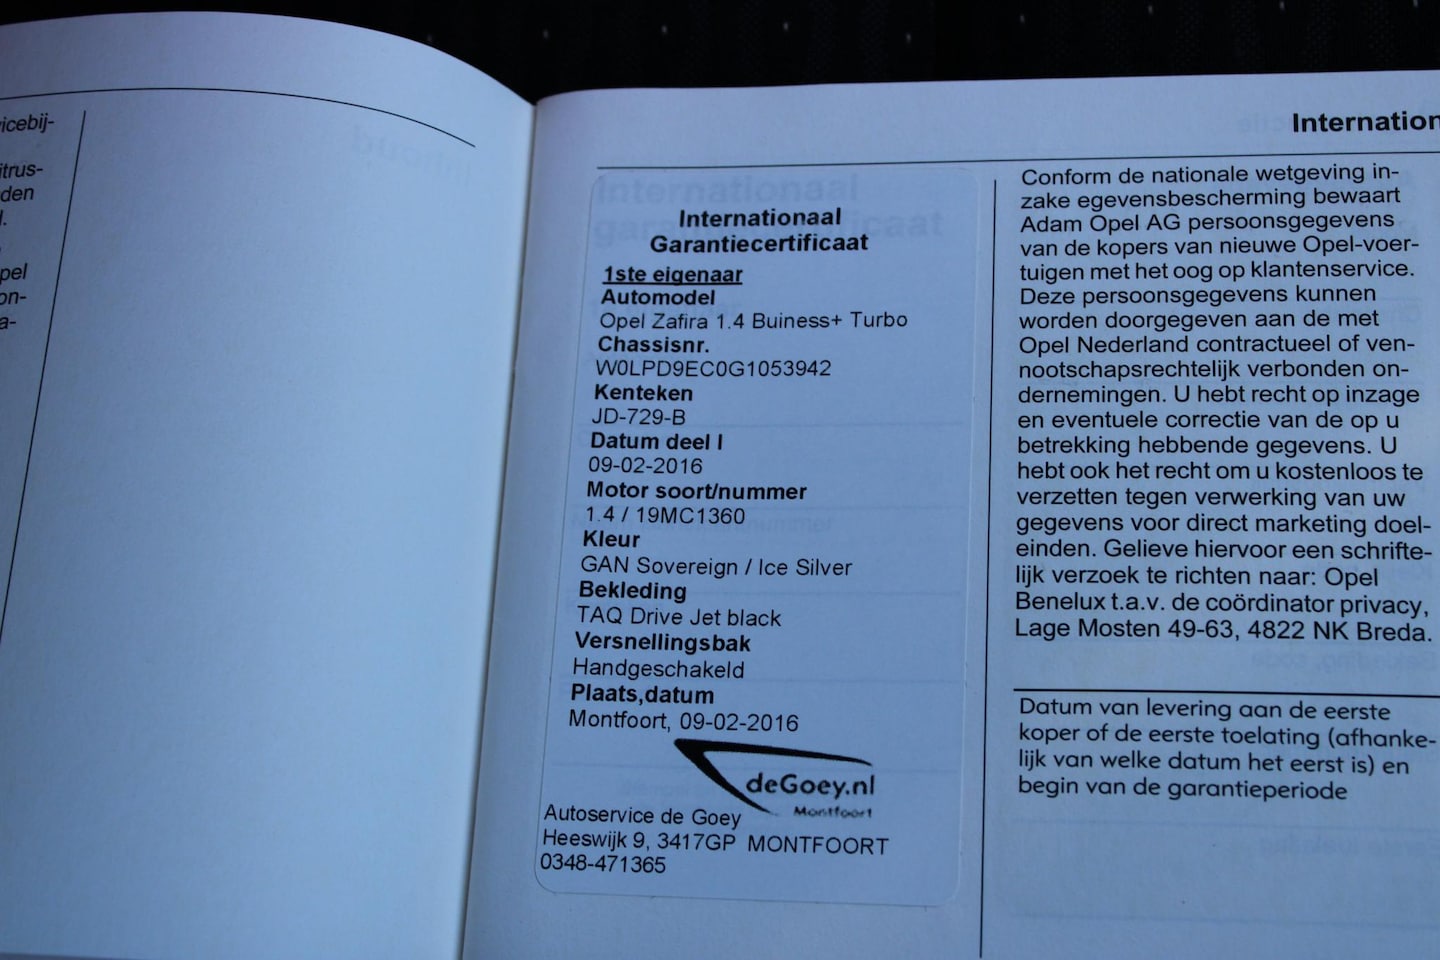 icebij-
itrus-
den
l.
pel
on-
a-
Internationaal
Garantiecertificaat
1ste eigenaar
Automodel
Opel Zafira 1.4 Buiness+ Turbo
Chassisnr.
W0LPD9EC0G1053942
Kenteken
JD-729-B
Datum deel I
09-02-2016
Motor soort/nummer
1.4 / 19MC1360
Kleur
GAN Sovereign / Ice Silver
Bekleding
TAQ Drive Jet black
Versnellingsbak
Handgeschakeld
Plaats,datum
Montfoort, 09-02-2016
deGoey.nl
Montfoort
Autoservice de Goey
Heeswijk 9, 3417GP MONTFOORT
0348-471365
Internation
Conform de nationale wetgeving in-
zake egevensbescherming bewaart
Adam Opel AG persoonsgegevens
van de kopers van nieuwe Opel-voer-
tuigen met het oog op klantenservice.
Deze persoonsgegevens kunnen
worden doorgegeven aan de met
Opel Nederland contractueel of ven-
nootschapsrechtelijk verbonden on-
dernemingen. U hebt recht op inzage
en eventuele correctie van de op u
betrekking hebbende gegevens. U
hebt ook het recht om u kostenloos te
verzetten tegen verwerking van uw
gegevens voor direct marketing doel-
einden. Gelieve hiervoor een schrifte-
lijk verzoek te richten naar: Opel
Benelux t.a.v. de coördinator privacy,
Lage Mosten 49-63, 4822 NK Breda.
Datum van levering aan de eerste
koper of de eerste toelating (afhanke-
lijk van welke datum het eerst is) en
begin van de garantieperiode